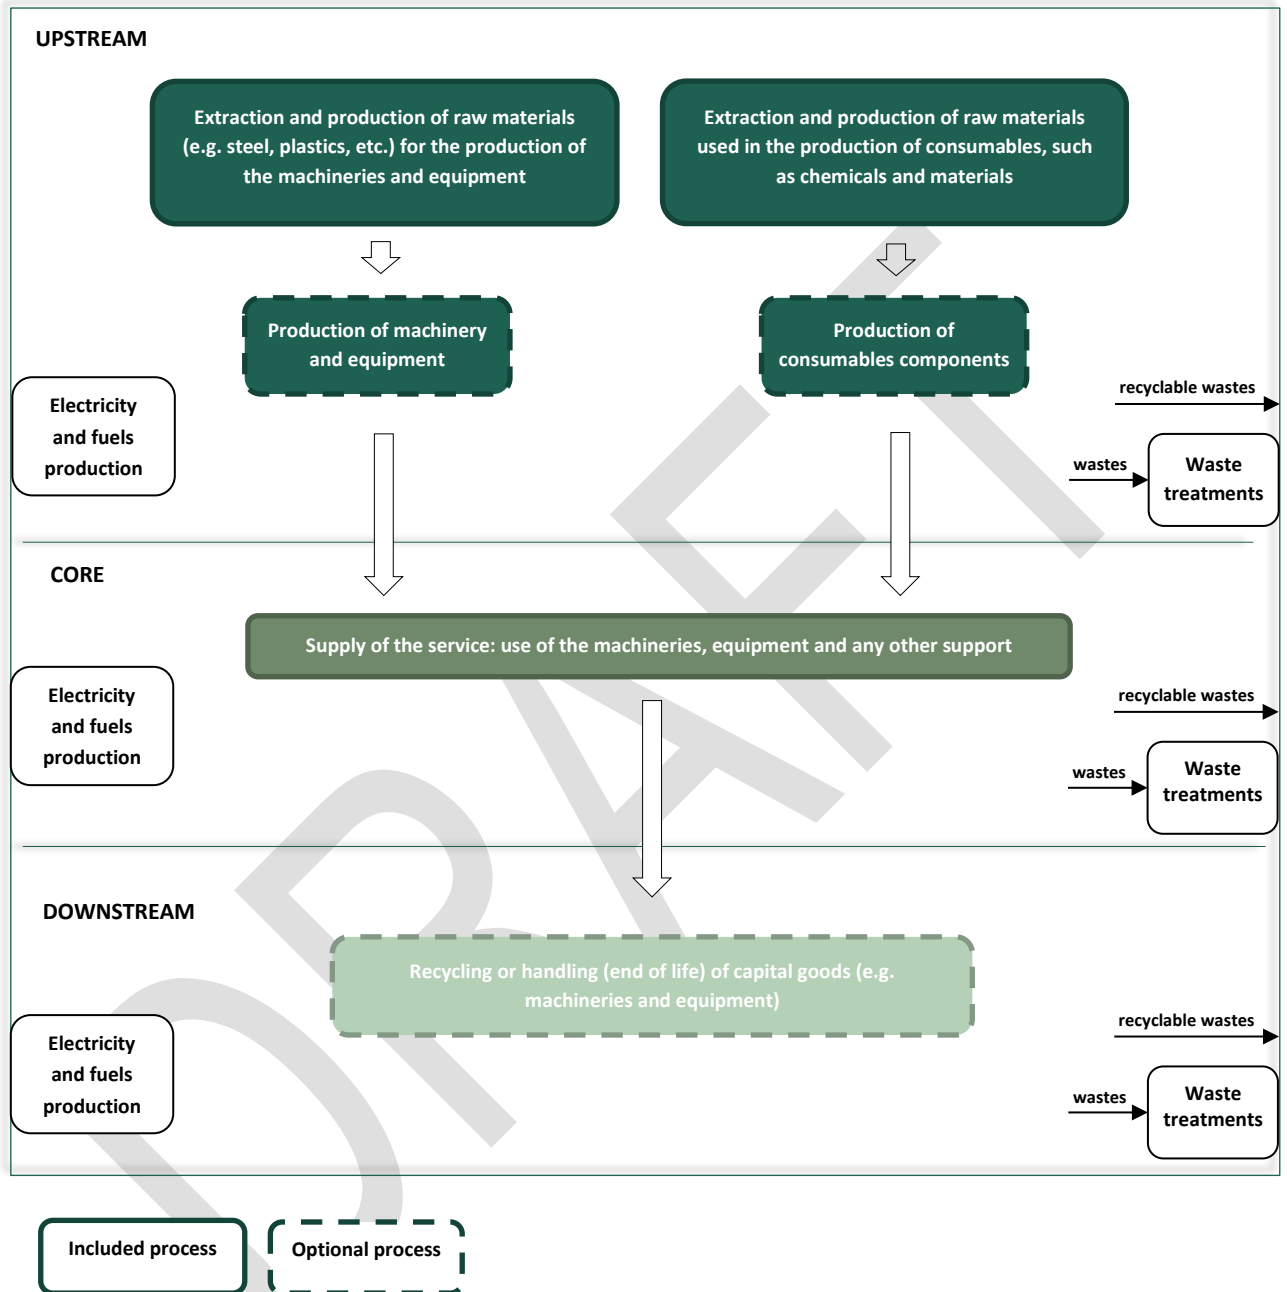 UPSTREAM
Extraction and production of raw materials
(e.g. steel, plastics, etc.) for the production of
the machineries and equipment
Extraction and production of raw materials
used in the production of consumables, such
as chemicals and materials
Production of machinery
and equipment
Production of
consumables components
Electricity
and fuels
production
recyclable wastes
wastes
Waste
treatments
CORE
Supply of the service: use of the machineries, equipment and any other support
Electricity
and fuels
production
recyclable wastes
wastes
Waste
treatments
DOWNSTREAM
Recycling or handling (end of life) of capital goods (e.g.
machineries and equipment)
Electricity
and fuels
production
recyclable wastes
wastes
Waste
treatments
Included process
Optional process
DRAFT